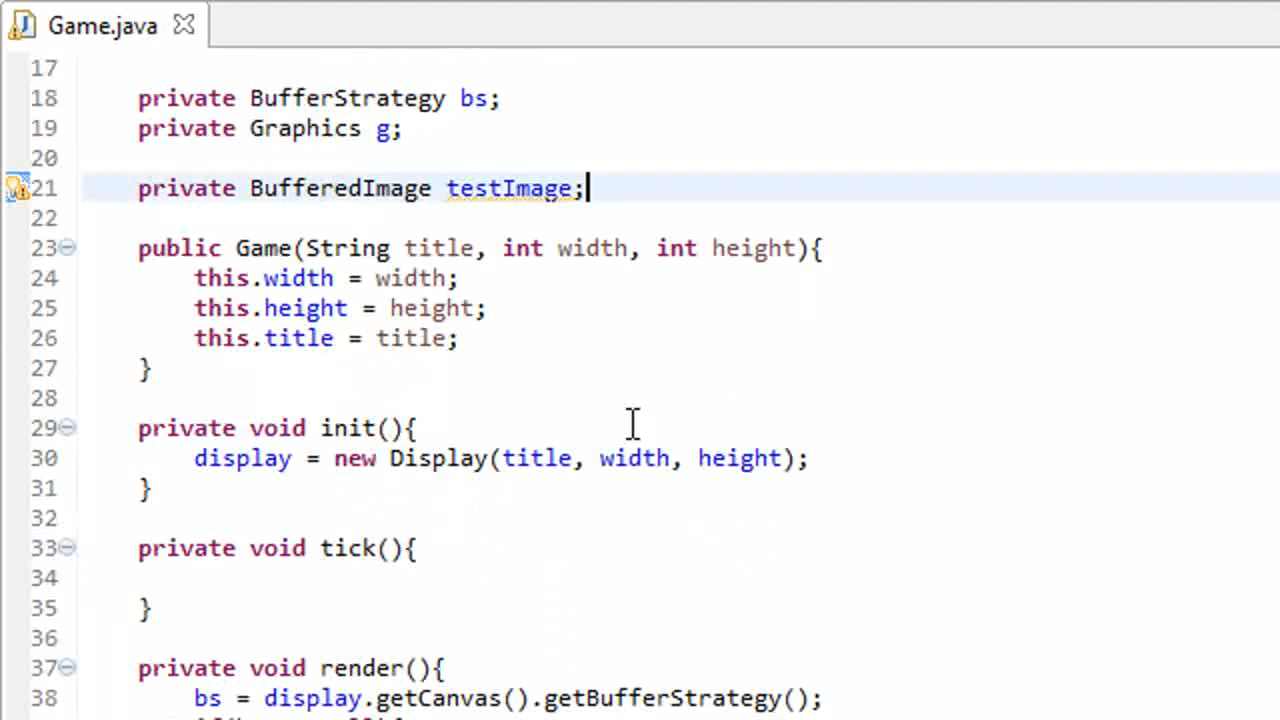 Game.java
17
18 private BufferStrategy bs;
19 private Graphics g;
20
21 private BufferedImage testImage;
22
23 public Game(String title, int width, int height){
24 this.width = width;
25 this.height = height;
26 this.title = title;
27 }
28
29 private void init(){
30 display = new Display(title, width, height);
31 }
32
33 private void tick(){
34
35 }
36
37 private void render(){
38 bs = display.getCanvas().getBufferStrategy();